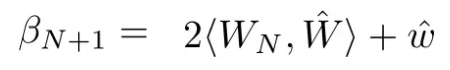 β_{N+1} = 2⟨W_N, Ŵ⟩ + ŵ